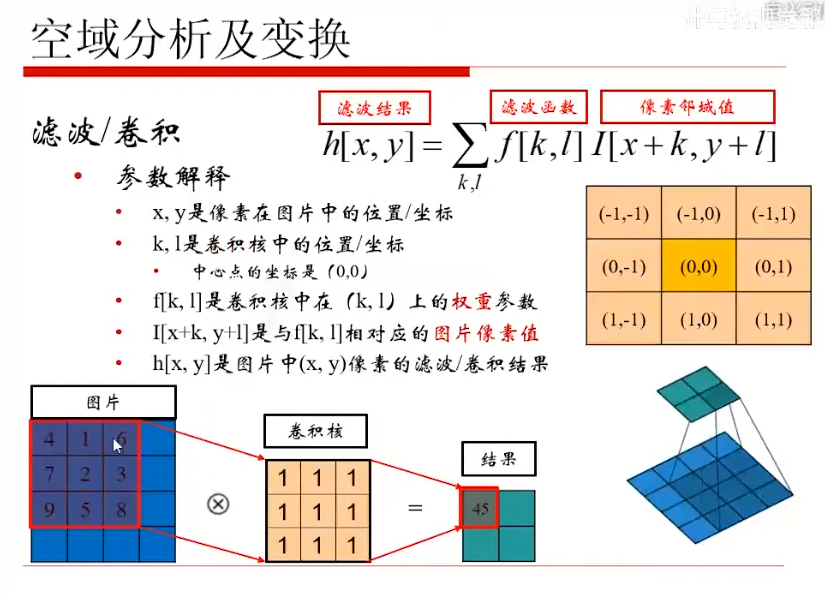 空域分析及变换
滤波/卷积
滤波结果 滤波函数 像素邻域值
h[x, y] = ∑ f[k, l] I[x + k, y + l]
k,l
• 参数解释
• x, y是像素在图片中的位置/坐标
• k, l是卷积核中的位置/坐标
• 中心点的坐标是（0,0）
• f[k, l]是卷积核中在（k, l）上的权重参数
• I[x+k, y+l]是与f[k, l]相对应的图片像素值
• h[x, y]是图片中(x, y)像素的滤波/卷积结果
(-1,-1) (-1,0) (-1,1)
(0,-1) (0,0) (0,1)
(1,-1) (1,0) (1,1)
图片
4 1 6
7 2 3
9 5 8
⊗
卷积核
1 1 1
1 1 1
1 1 1
=
结果
45